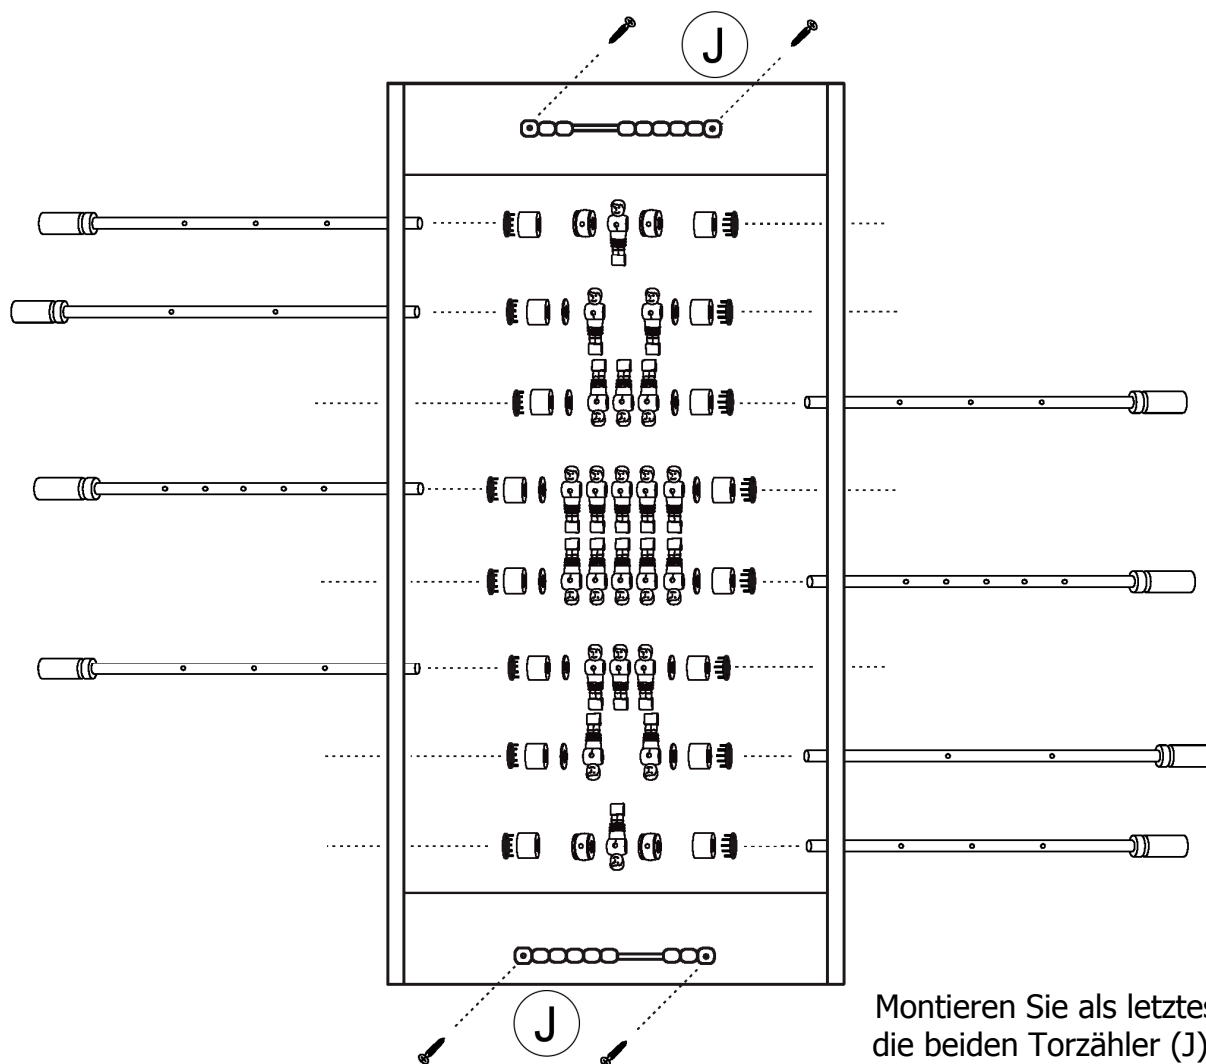 J
J
Montieren Sie als letztes
die beiden Torzähler (J)